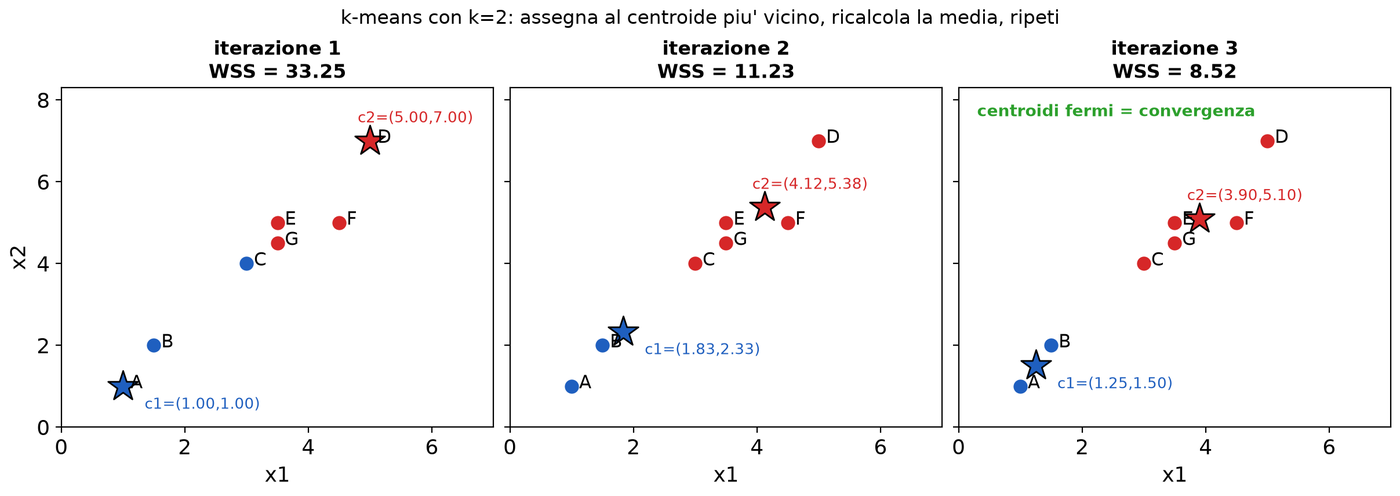 k-means con k=2: assegna al centroide piu' vicino, ricalcola la media, ripeti
iterazione 1
WSS = 33.25
x2
8
6
4
2
0
c2=(5.00,7.00)
D
E
F
G
C
B
A
c1=(1.00,1.00)
0
2
4
6
x1
iterazione 2
WSS = 11.23
D
c2=(4.12,5.38)
E
F
G
C
B
c1=(1.83,2.33)
A
0
2
4
6
x1
iterazione 3
WSS = 8.52
centroidi fermi = convergenza
D
c2=(3.90,5.10)
E
F
G
C
B
A
c1=(1.25,1.50)
0
2
4
6
x1